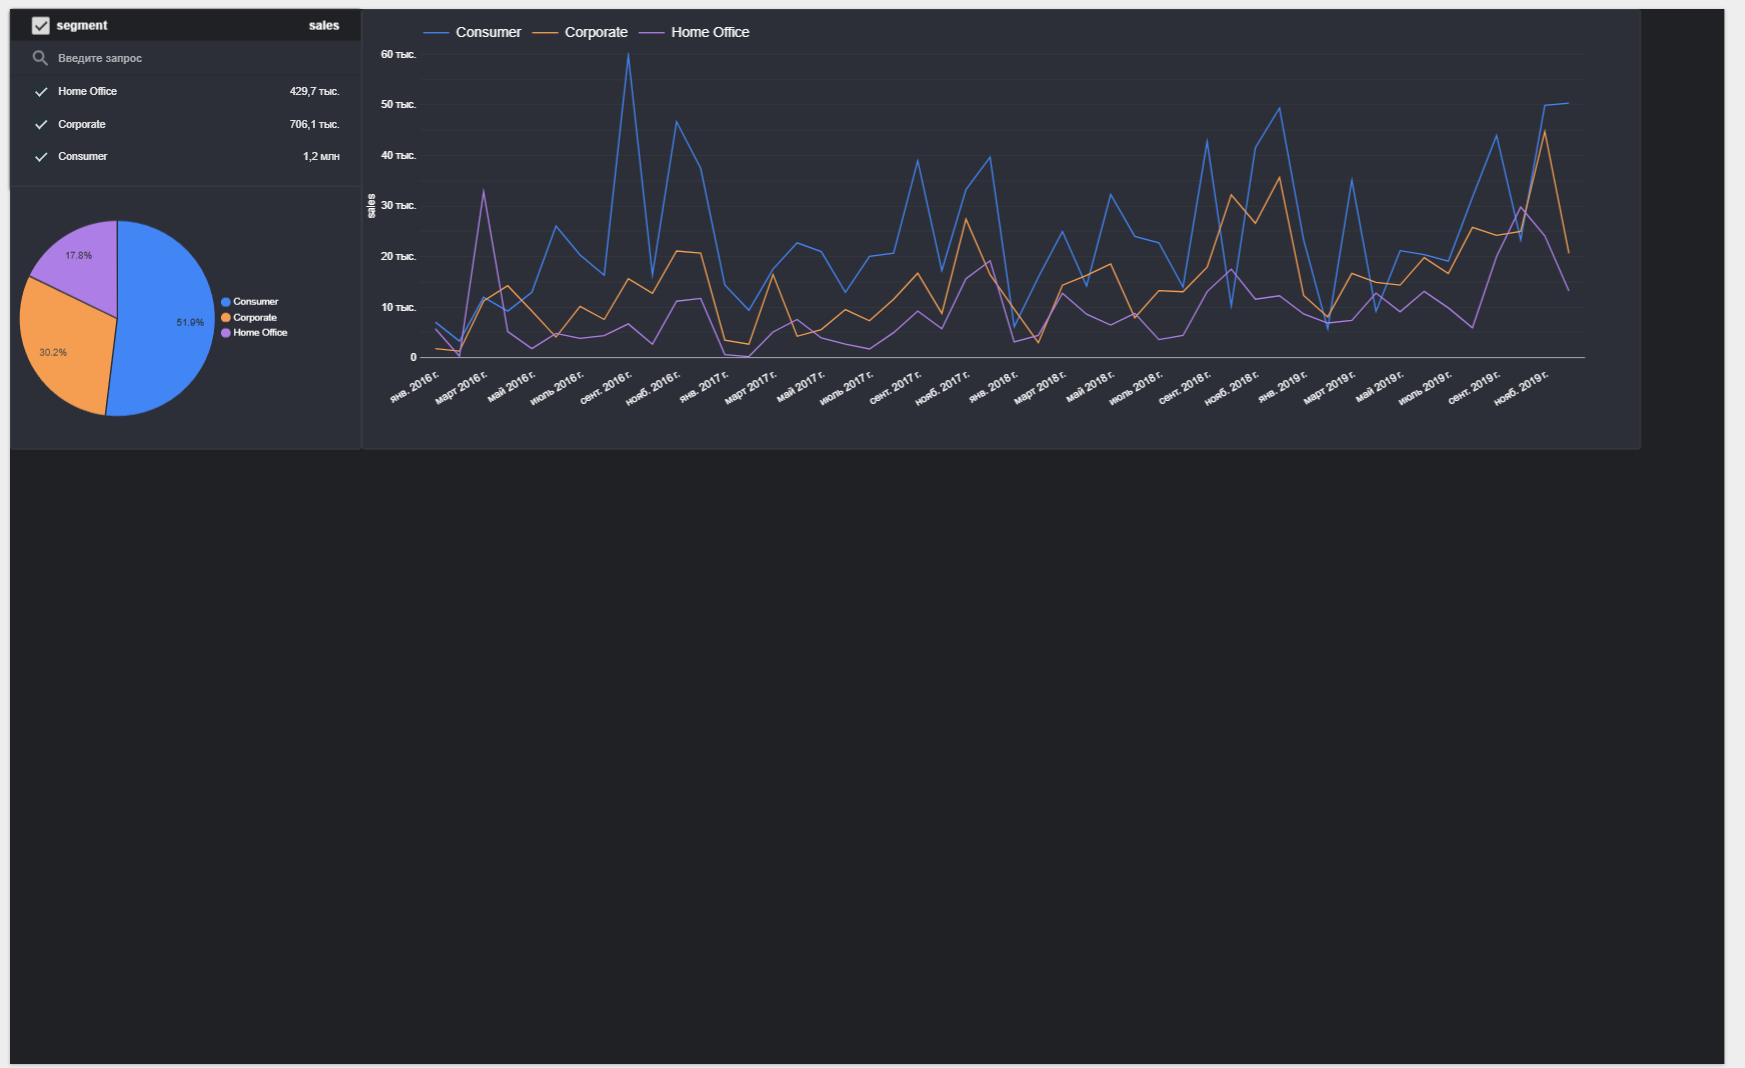 segment sales
Введите запрос
Home Office 429,7 тыс.
Corporate 706,1 тыс.
Consumer 1,2 млн
17.8%
51.9%
30.2%
Consumer
Corporate
Home Office
Consumer Corporate Home Office
60 тыс.
50 тыс.
40 тыс.
30 тыс.
20 тыс.
10 тыс.
0
sales
янв. 2016 г. март 2016 г. май 2016 г. июль 2016 г. сент. 2016 г. нояб. 2016 г. янв. 2017 г. март 2017 г. май 2017 г. июль 2017 г. сент. 2017 г. нояб. 2017 г. янв. 2018 г. март 2018 г. май 2018 г. июль 2018 г. сент. 2018 г. нояб. 2018 г. янв. 2019 г. март 2019 г. май 2019 г. июль 2019 г. сент. 2019 г. нояб. 2019 г.